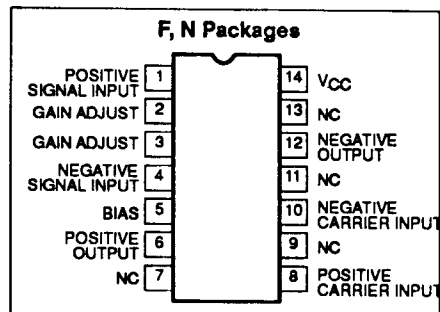 F, N Packages
POSITIVE
SIGNAL INPUT
1
GAIN ADJUST
2
GAIN ADJUST
3
NEGATIVE
SIGNAL INPUT
4
BIAS
5
POSITIVE
OUTPUT
6
NC
7
14
VCC
13
NC
12
NEGATIVE
OUTPUT
11
NC
10
NEGATIVE
CARRIER INPUT
9
NC
8
POSITIVE
CARRIER INPUT